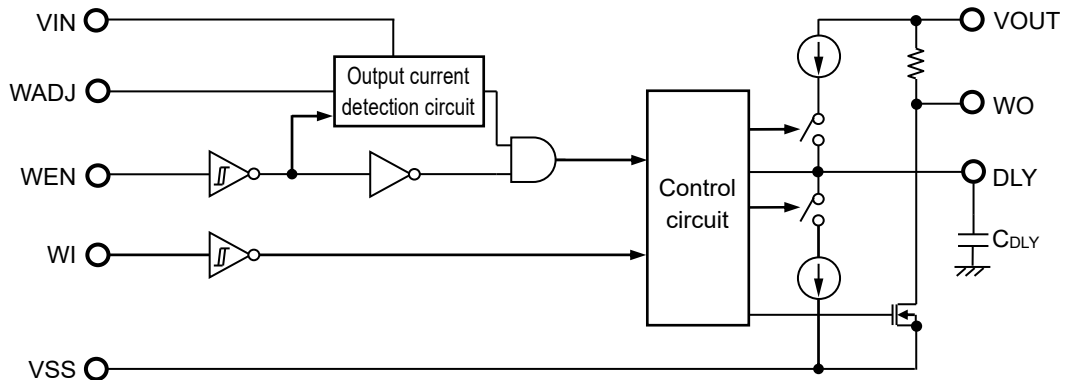 VIN
VOUT
Output current
detection circuit
WADJ
WO
WEN
Control
circuit
DLY
WI
CDLY
VSS